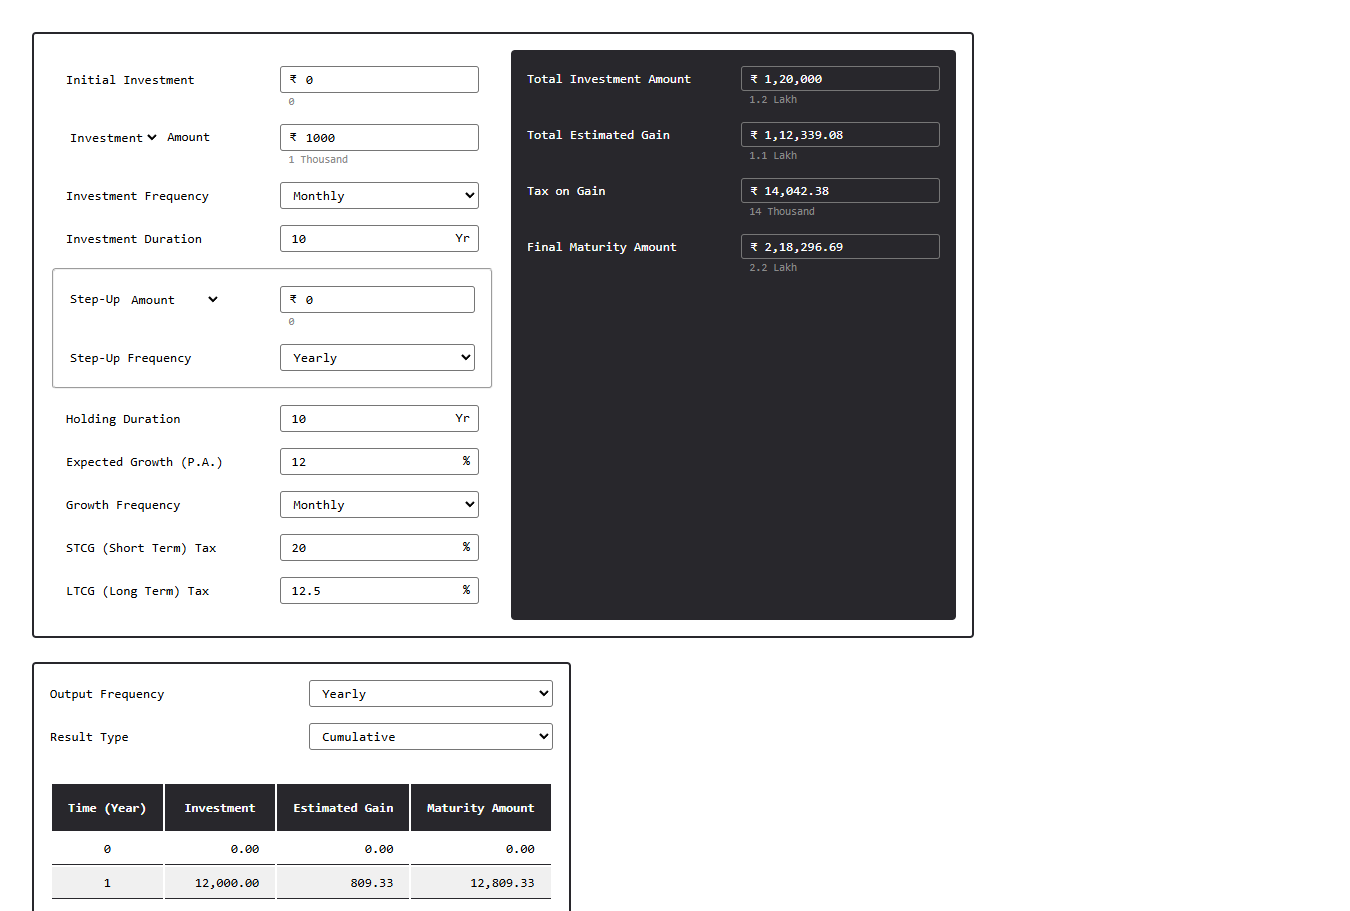 Initial Investment ₹ 0
0
Investment Amount ₹ 1000
1 Thousand
Investment Frequency Monthly
Investment Duration 10 Yr
Step-Up Amount ₹ 0
0
Step-Up Frequency Yearly
Holding Duration 10 Yr
Expected Growth (P.A.) 12 %
Growth Frequency Monthly
STCG (Short Term) Tax 20 %
LTCG (Long Term) Tax 12.5 %
Total Investment Amount ₹ 1,20,000
1.2 Lakh
Total Estimated Gain ₹ 1,12,339.08
1.1 Lakh
Tax on Gain ₹ 14,042.38
14 Thousand
Final Maturity Amount ₹ 2,18,296.69
2.2 Lakh
Output Frequency Yearly
Result Type Cumulative
Time (Year) Investment Estimated Gain Maturity Amount
0 0.00 0.00 0.00
1 12,000.00 809.33 12,809.33